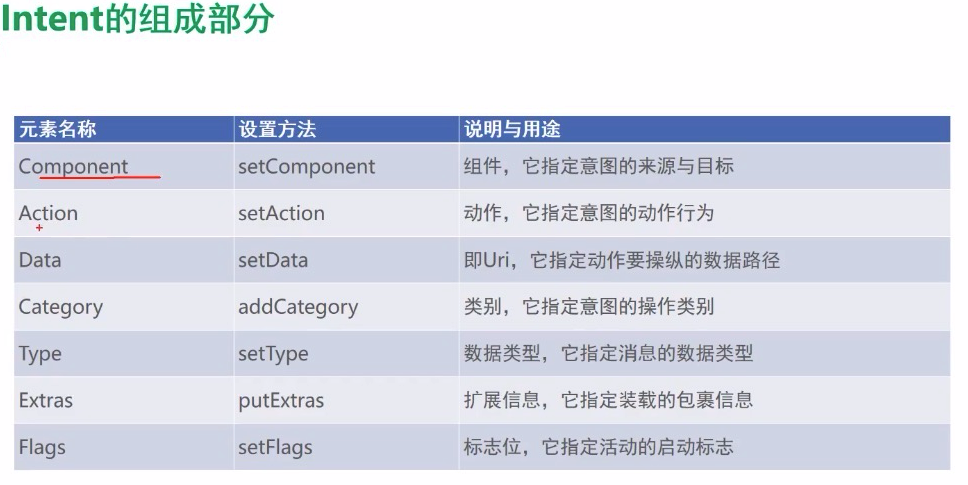 Intent的组成部分
元素名称 设置方法 说明与用途
Component setComponent 组件，它指定意图的来源与目标
Action setAction 动作，它指定意图的动作行为
Data setData 即Uri，它指定动作要操纵的数据路径
Category addCategory 类别，它指定意图的操作类别
Type setType 数据类型，它指定消息的数据类型
Extras putExtras 扩展信息，它指定装载的包裹信息
Flags setFlags 标志位，它指定活动的启动标志